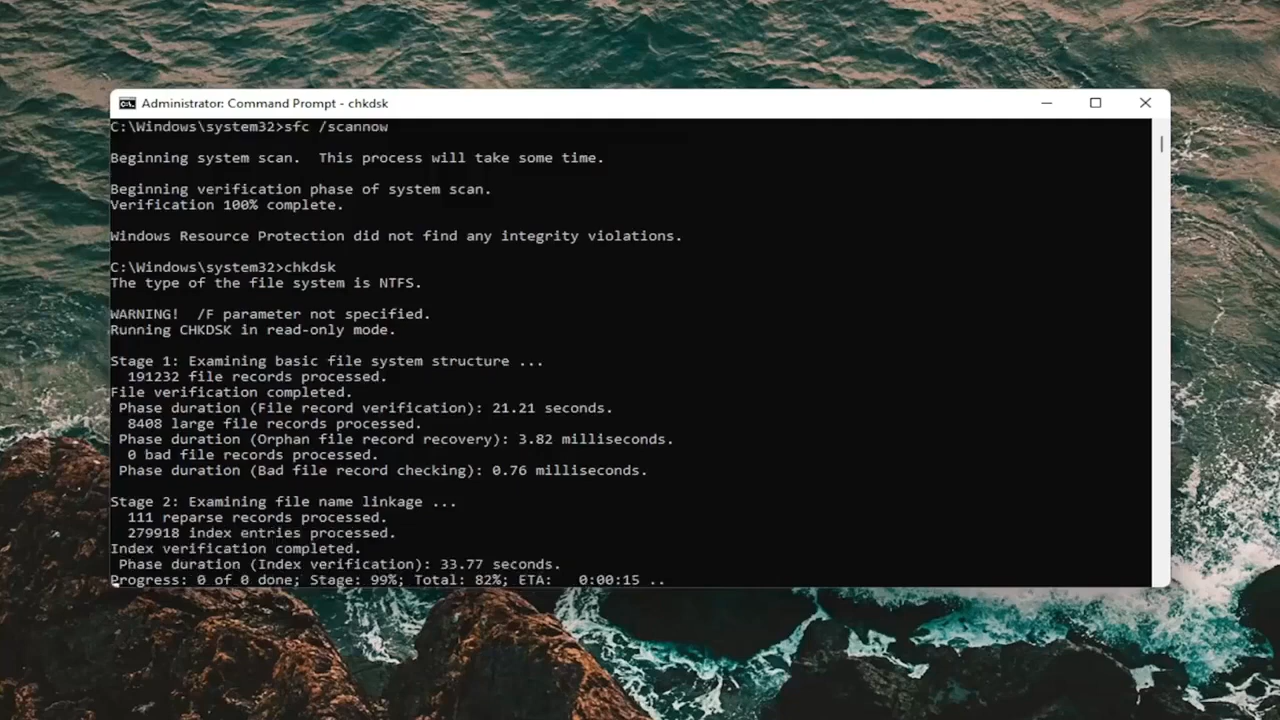 Administrator: Command Prompt - chkdsk
C:\Windows\system32>sfc /scannow
Beginning system scan.  This process will take some time.
Beginning verification phase of system scan.
Verification 100% complete.
Windows Resource Protection did not find any integrity violations.
C:\Windows\system32>chkdsk
The type of the file system is NTFS.
WARNING!  /F parameter not specified.
Running CHKDSK in read-only mode.
Stage 1: Examining basic file system structure ...
191232 file records processed.
File verification completed.
Phase duration (File record verification): 21.21 seconds.
8408 large file records processed.
Phase duration (Orphan file record recovery): 3.82 milliseconds.
0 bad file records processed.
Phase duration (Bad file record checking): 0.76 milliseconds.
Stage 2: Examining file name linkage ...
111 reparse records processed.
279918 index entries processed.
Index verification completed.
Phase duration (Index verification): 33.77 seconds.
Progress: 0 of 0 done; Stage: 99%; Total: 82%; ETA:   0:00:15 ..